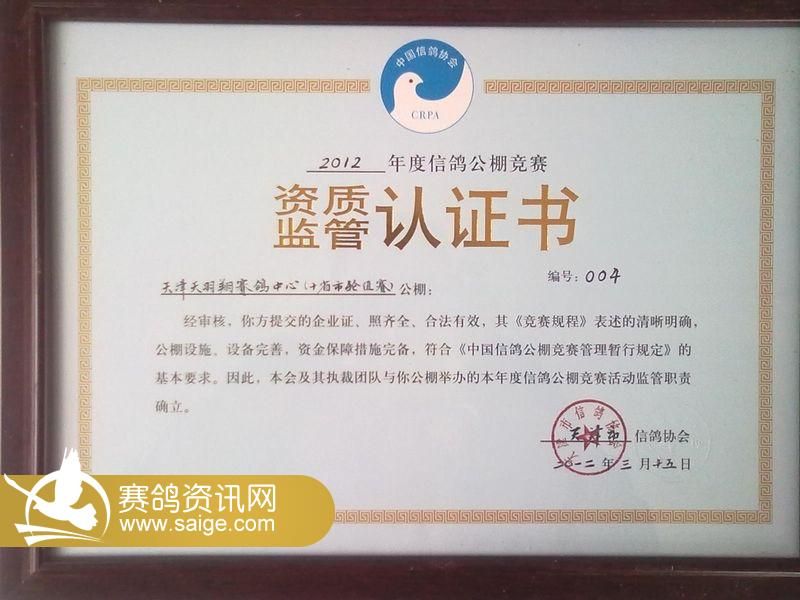 中国信鸽协会
CRPA
2012 年度信鸽公棚竞赛
资质
监管
认证书
编号：004
天津天羽翔赛鸽中心(十省市轮值赛)公棚：
经审核，你方提交的企业证、照齐全、合法有效，其《竞赛规程》表述的清晰明确，
公棚设施、设备完善，资金保障措施完备，符合《中国信鸽公棚竞赛管理暂行规定》的
基本要求。因此，本会及其执裁团队与你公棚举办的本年度信鸽公棚竞赛活动监管职责
确立。
天津市信鸽协会
天津市 信鸽协会
二〇一二年三月十五日
赛鸽资讯网
www.saige.com